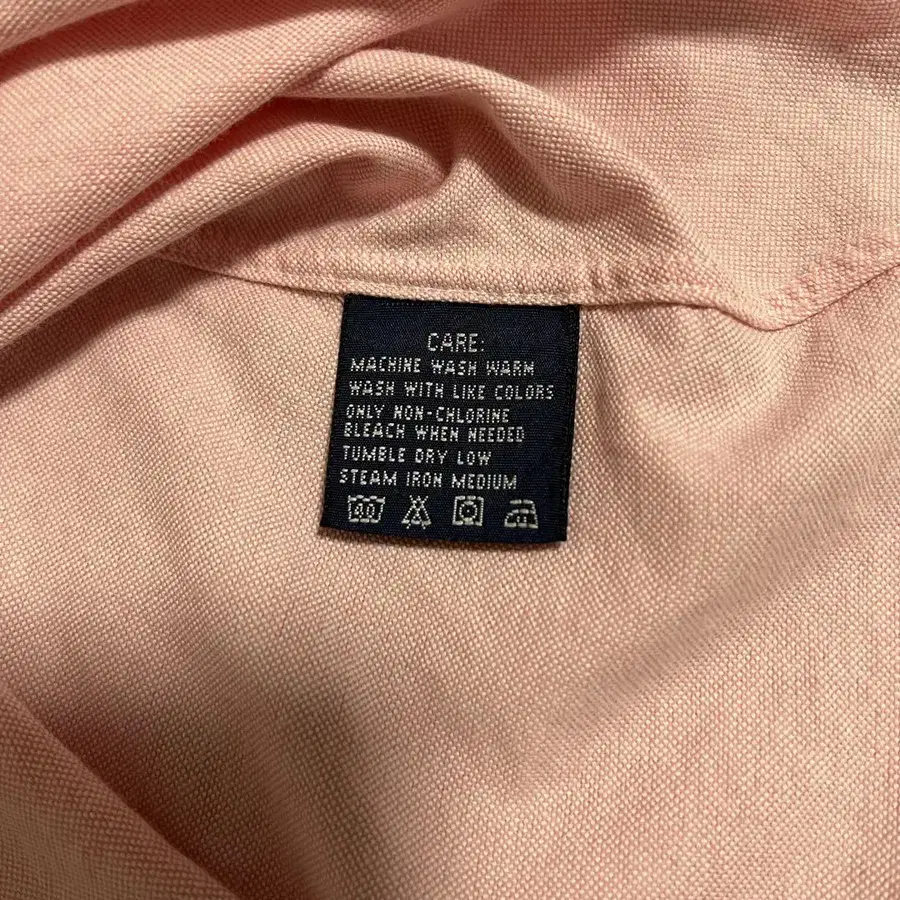 CARE:
MACHINE WASH WARM
WASH WITH LIKE COLORS
ONLY NON-CHLORINE
BLEACH WHEN NEEDED
TUMBLE DRY LOW
STEAM IRON MEDIUM
40